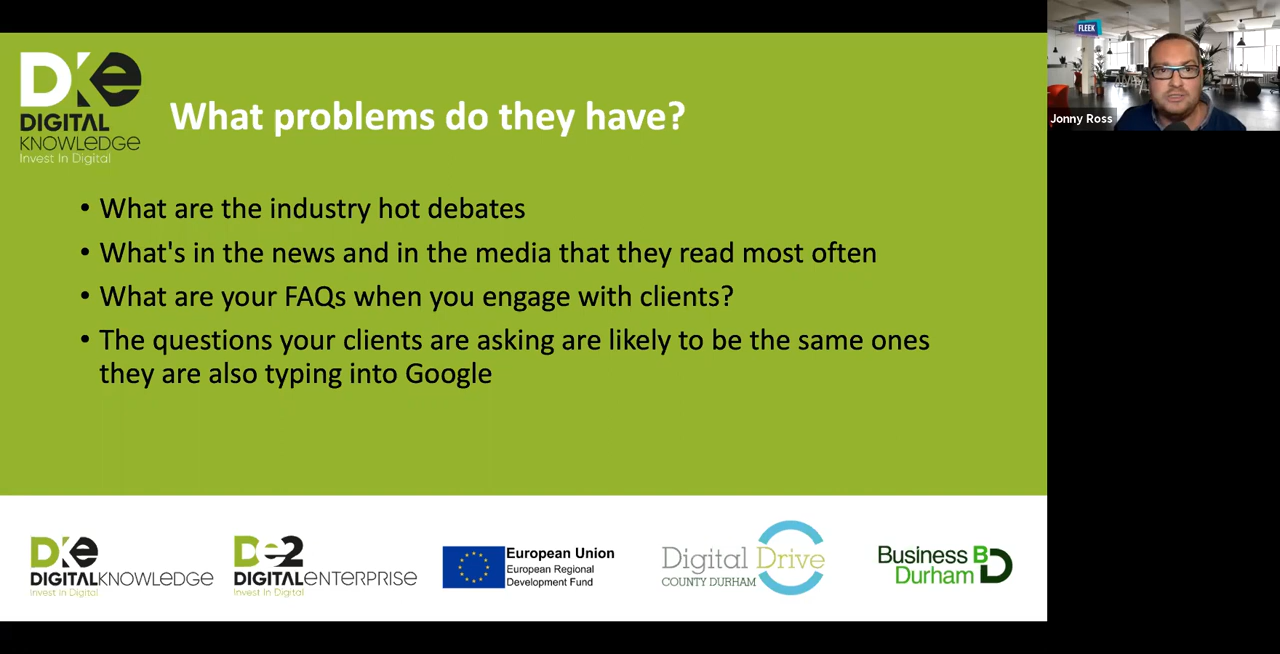 DKe
DIGITAL
KNOWLEDGE
Invest In Digital
What problems do they have?
• What are the industry hot debates
• What's in the news and in the media that they read most often
• What are your FAQs when you engage with clients?
• The questions your clients are asking are likely to be the same ones
they are also typing into Google
FLEEK
Jonny Ross
DKe
DIGITALKNOWLEDGE
Invest In Digital
De2
DIGITALENTERPRISE
Invest In Digital
European Union
European Regional
Development Fund
Digital Drive
COUNTY DURHAM
Business BD
Durham